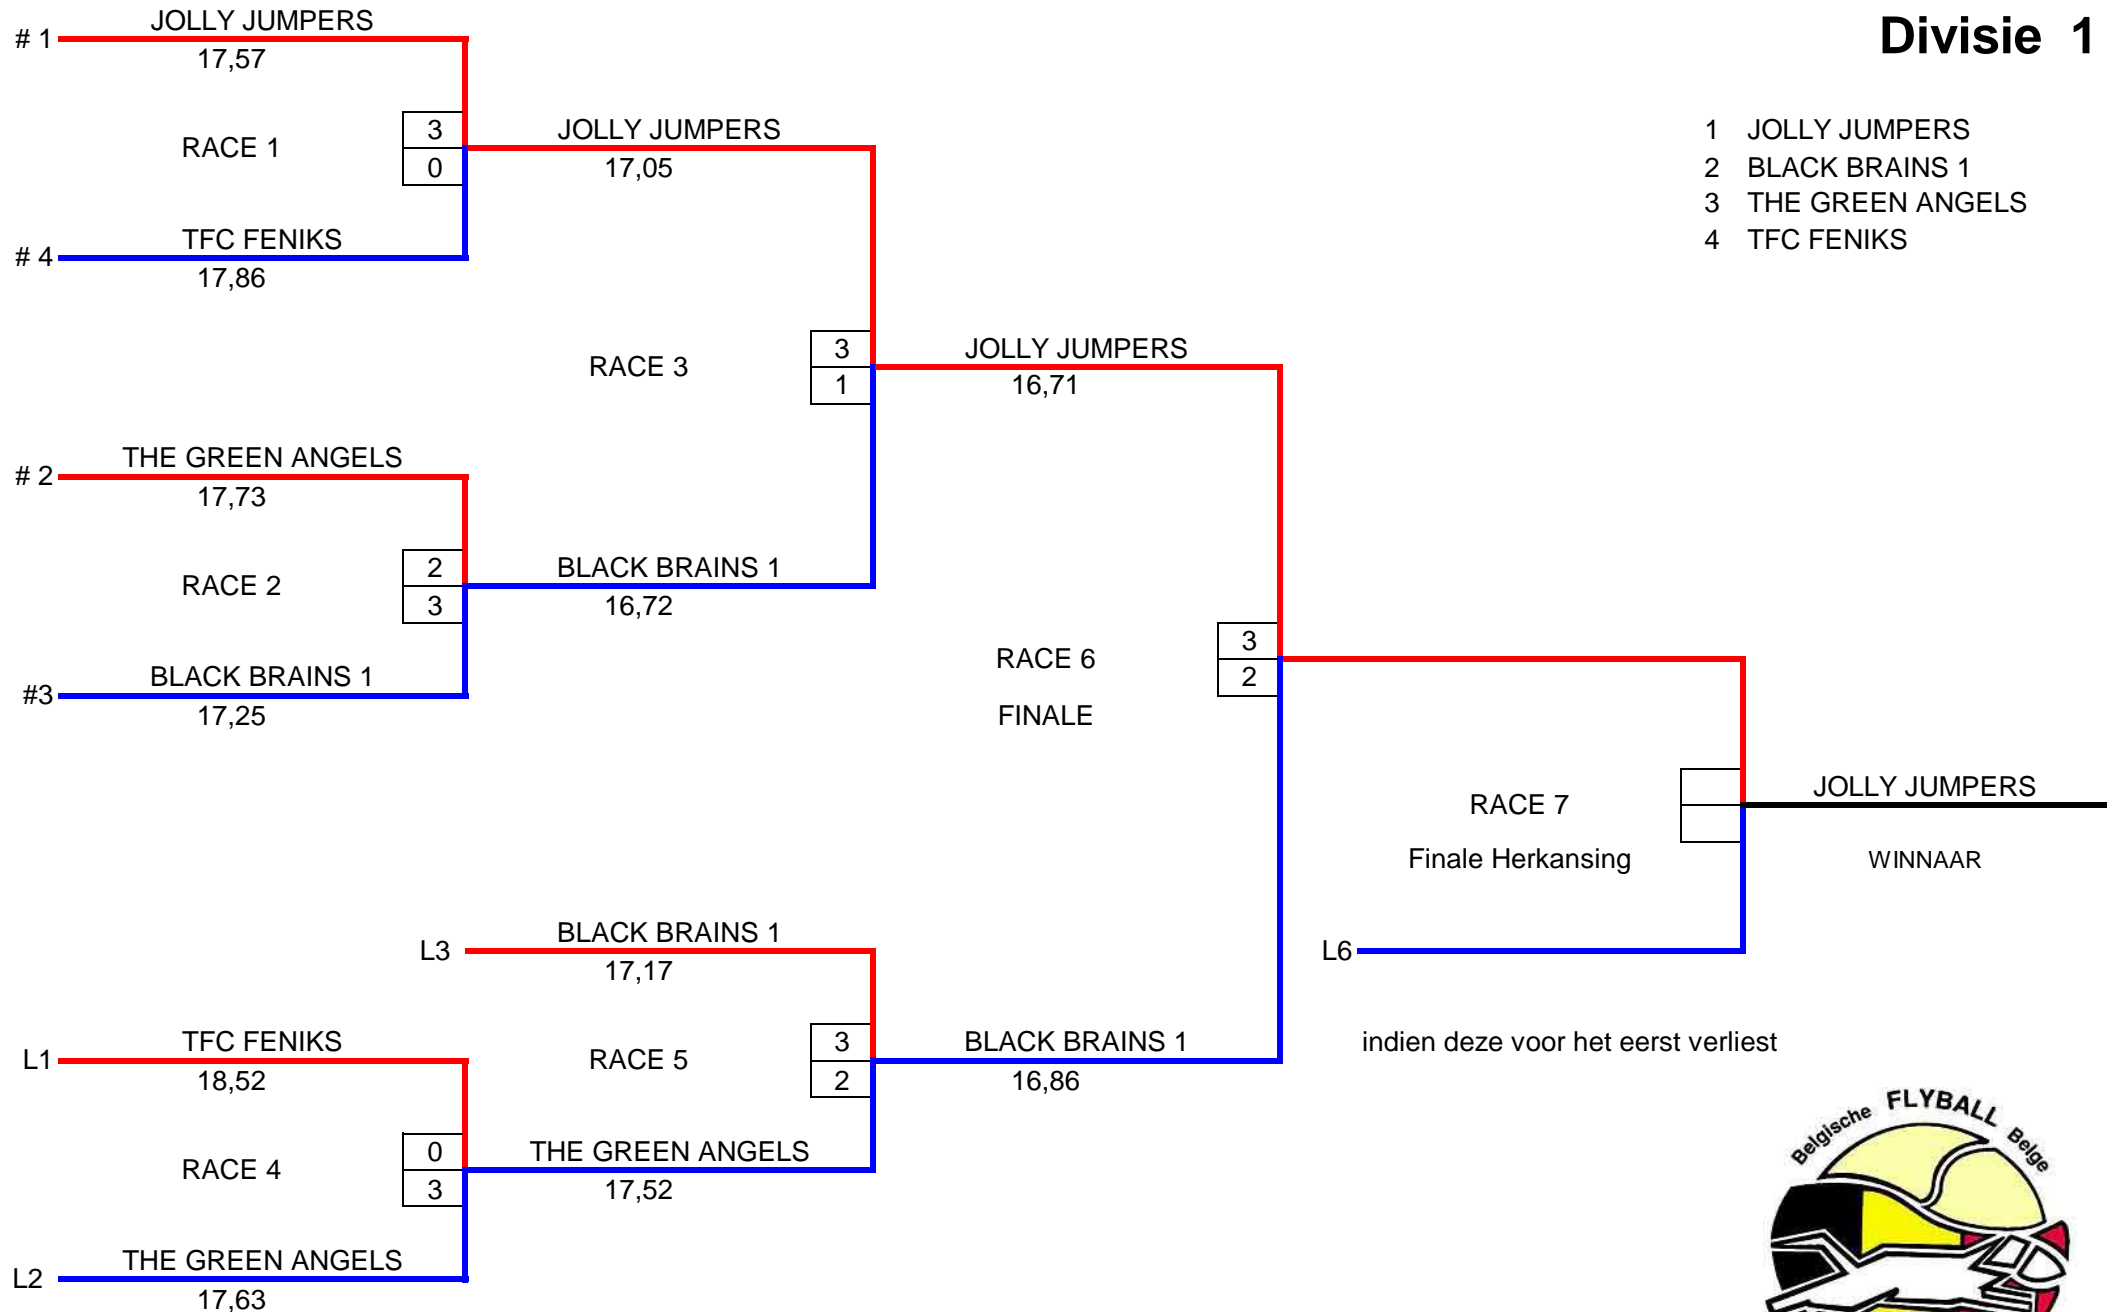 Divisie 1
# 1
JOLLY JUMPERS
17,57
RACE 1
3
0
TFC FENIKS
# 4
17,86
JOLLY JUMPERS
17,05
1 JOLLY JUMPERS
2 BLACK BRAINS 1
3 THE GREEN ANGELS
4 TFC FENIKS
RACE 3
3
1
JOLLY JUMPERS
16,71
THE GREEN ANGELS
# 2
17,73
RACE 2
2
3
BLACK BRAINS 1
16,72
BLACK BRAINS 1
#3
17,25
RACE 6
3
2
FINALE
RACE 7
Finale Herkansing
JOLLY JUMPERS
WINNAAR
L3
BLACK BRAINS 1
17,17
L6
indien deze voor het eerst verliest
TFC FENIKS
L1
18,52
RACE 5
3
2
BLACK BRAINS 1
16,86
RACE 4
0
3
THE GREEN ANGELS
17,52
THE GREEN ANGELS
L2
17,63
Belgische FLYBALL Belge